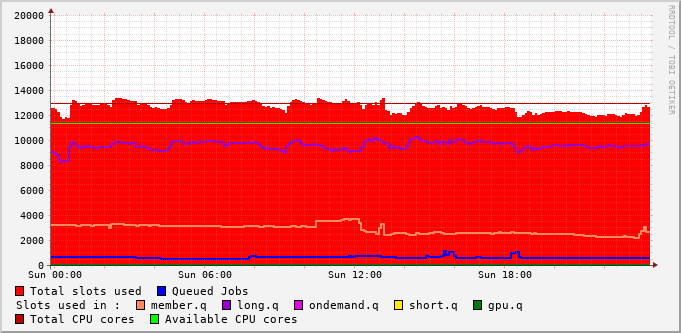 20000
18000
16000
14000
12000
10000
8000
6000
4000
2000
0
Sun 00:00 Sun 06:00 Sun 12:00 Sun 18:00
RRDTOOL / TOBI OETIKER
Total slots used Queued Jobs
Slots used in : member.q long.q ondemand.q short.q gpu.q
Total CPU cores Available CPU cores